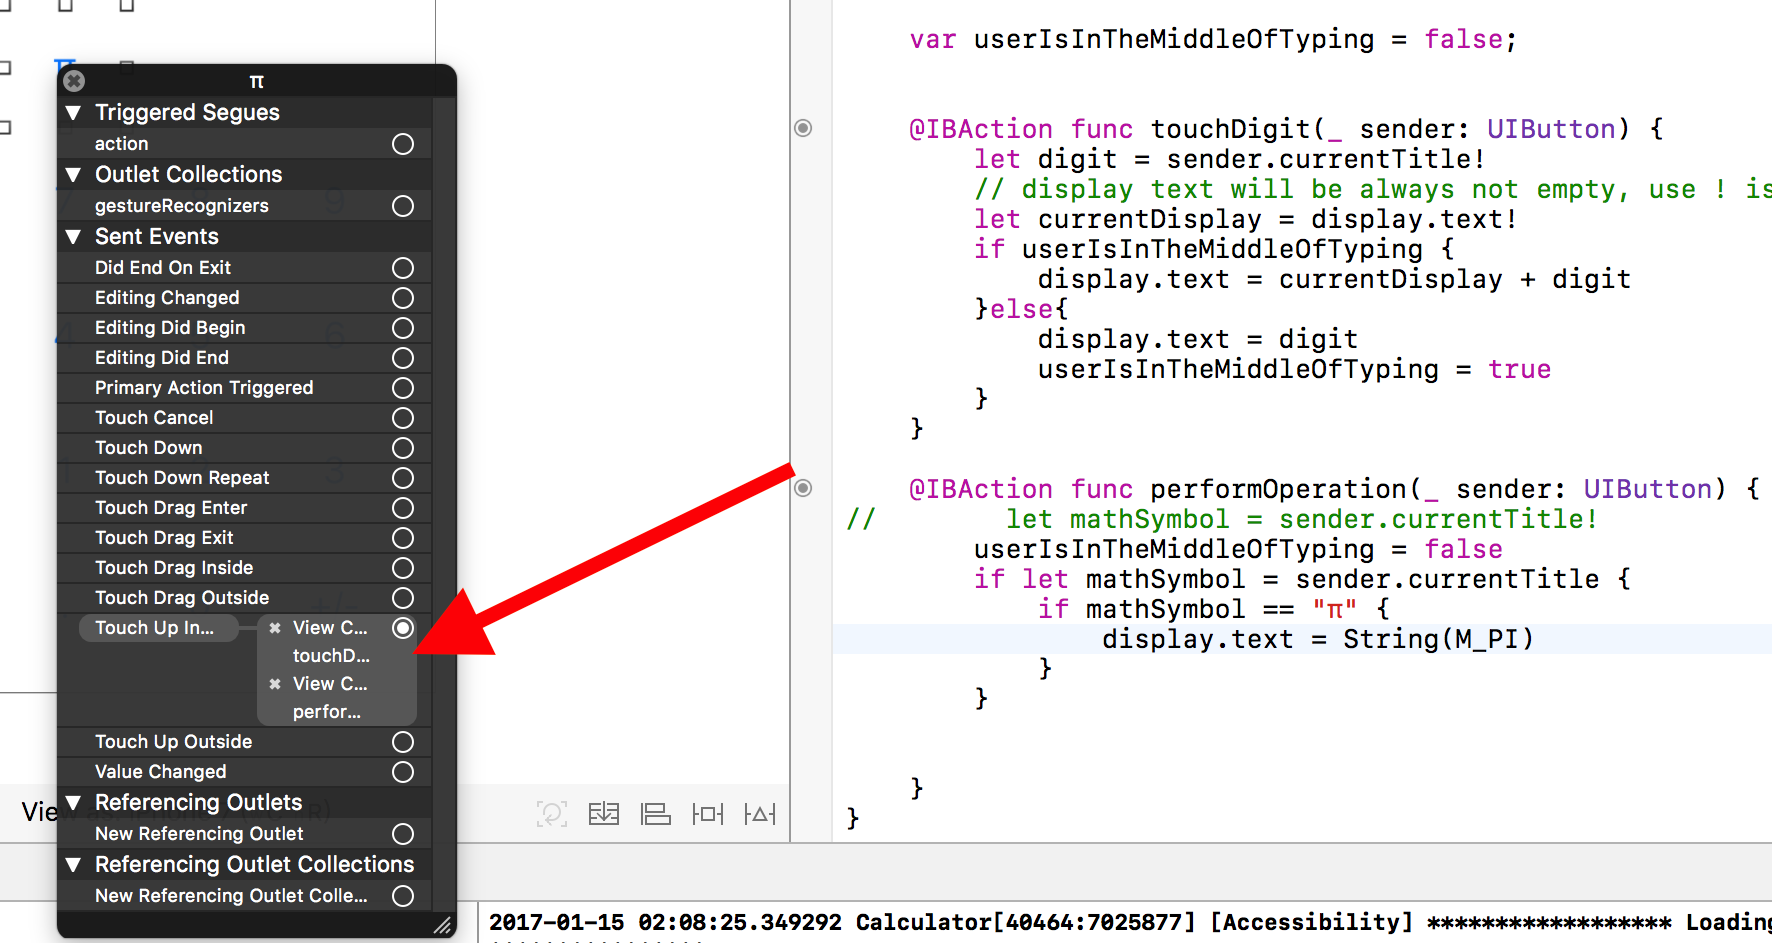 π
Triggered Segues
action
Outlet Collections
gestureRecognizers
Sent Events
Did End On Exit
Editing Changed
Editing Did Begin
Editing Did End
Primary Action Triggered
Touch Cancel
Touch Down
Touch Down Repeat
Touch Drag Enter
Touch Drag Exit
Touch Drag Inside
Touch Drag Outside
Touch Up In...
View C...
touchD...
View C...
perfor...
Touch Up Outside
Value Changed
Referencing Outlets
New Referencing Outlet
Referencing Outlet Collections
New Referencing Outlet Colle...
var userIsInTheMiddleOfTyping = false;
@IBAction func touchDigit(_ sender: UIButton) {
let digit = sender.currentTitle!
// display text will be always not empty, use ! is
let currentDisplay = display.text!
if userIsInTheMiddleOfTyping {
display.text = currentDisplay + digit
}else{
display.text = digit
userIsInTheMiddleOfTyping = true
}
}
@IBAction func performOperation(_ sender: UIButton) {
// let mathSymbol = sender.currentTitle!
userIsInTheMiddleOfTyping = false
if let mathSymbol = sender.currentTitle {
if mathSymbol == "π" {
display.text = String(M_PI)
}
}
}
}
2017-01-15 02:08:25.349292 Calculator[40464:7025877] [Accessibility] ****************** Loading